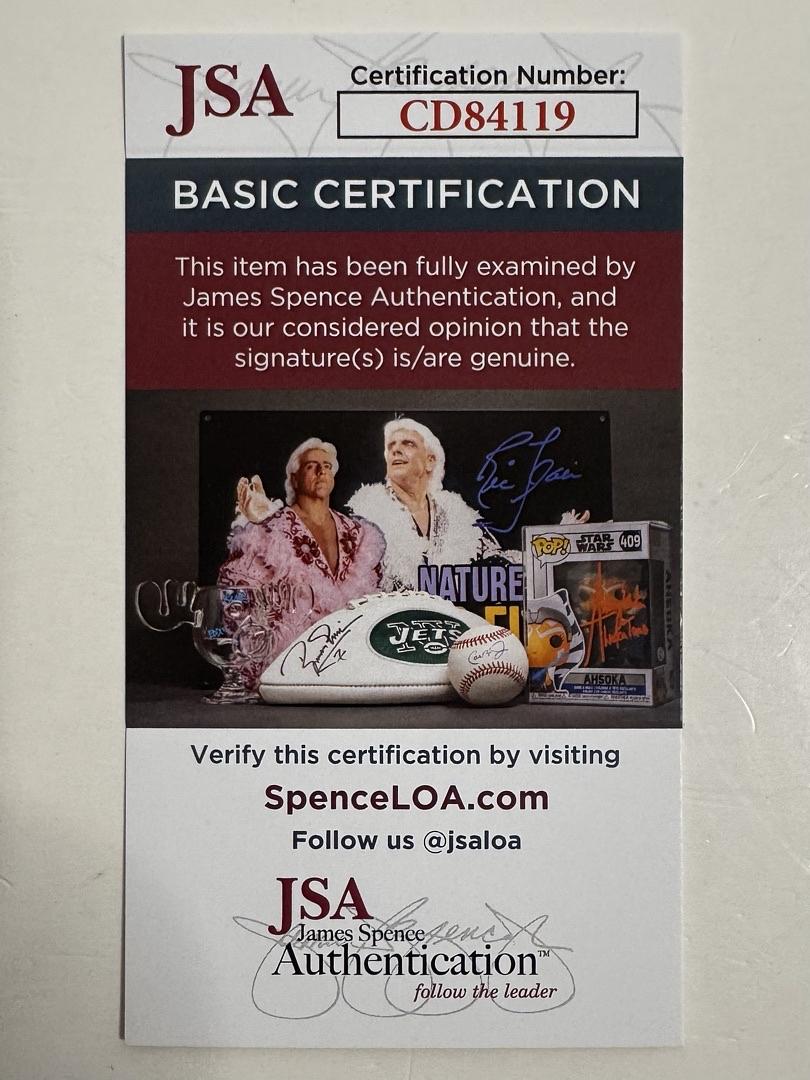 JSA
Certification Number:
CD84119
BASIC CERTIFICATION
This item has been fully examined by
James Spence Authentication, and
it is our considered opinion that the
signature(s) is/are genuine.
Ric Flair
NATURE
JETS
POP!
STAR
WARS
409
AHSOKA
Verify this certification by visiting
SpenceLOA.com
Follow us @jsaloa
JSA
James Spence
Authentication™
follow the leader